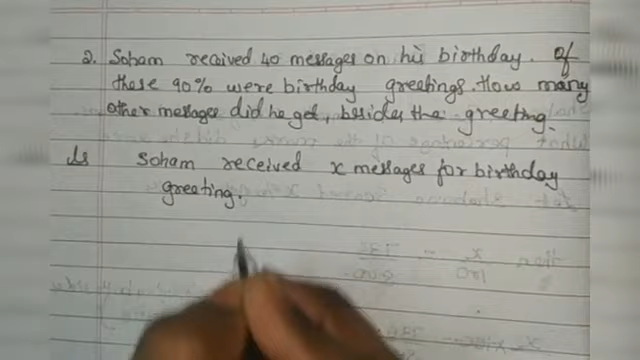 2. Soham received 40 messages on his birthday. Of
these 90% were birthday greetings. How many
other messages did he get, besides the greeting.
Soham received x messages for birthday
greeting.